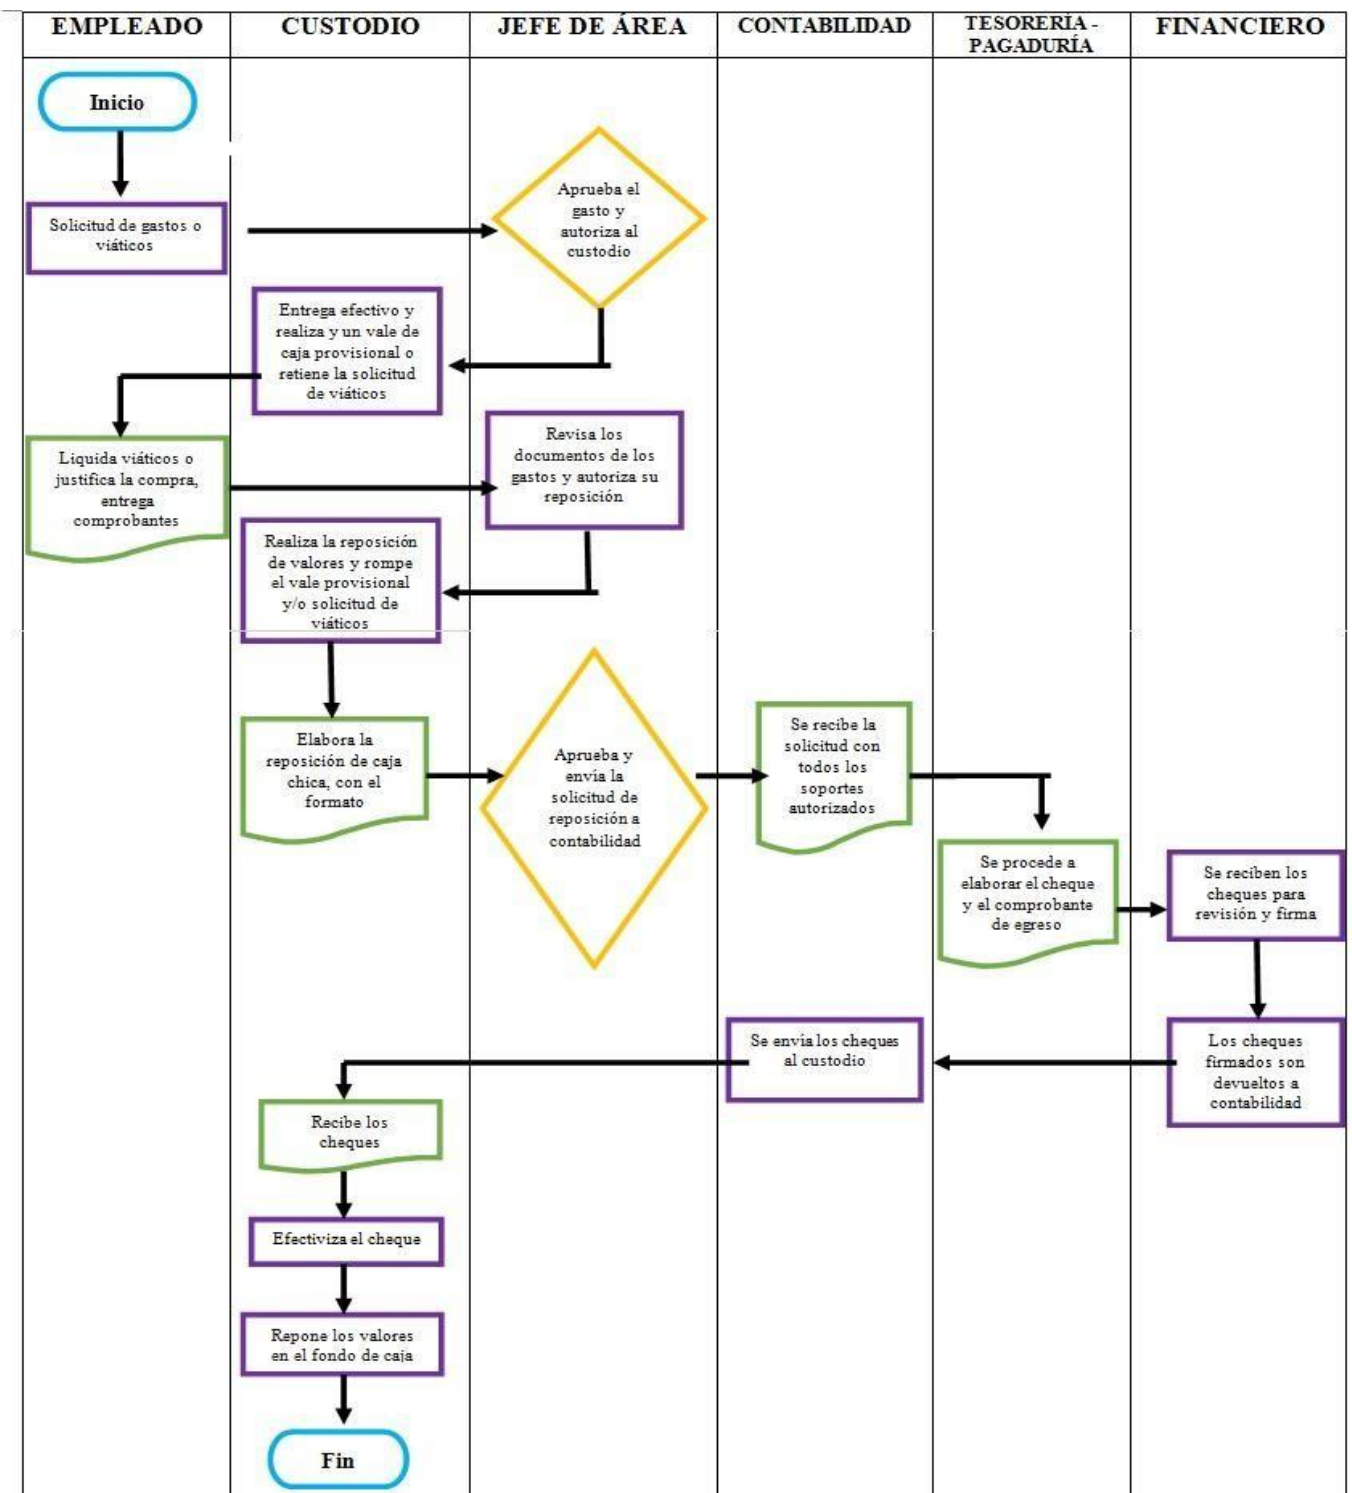 EMPLEADO
CUSTODIO
JEFE DE ÁREA
CONTABILIDAD
TESORERÍA -
PAGADURÍA
FINANCIERO
Inicio
Solicitud de gastos o
viáticos
Aprueba el
gasto y
autoriza al
custodio
Entrega efectivo y
realiza y un vale de
caja provisional o
retiene la solicitud
de viáticos
Liquida viáticos o
justifica la compra,
entrega
comprobantes
Revisa los
documentos de los
gastos y autoriza su
reposición
Realiza la reposición
de valores y rompe
el vale provisional
y/o solicitud de
viáticos
Elabora la
reposición de caja
chica, con el
formato
Aprueba y
envía la
solicitud de
reposición a
contabilidad
Se recibe la
solicitud con
todos los
soportes
autorizados
Se procede a
elaborar el cheque
y el comprobante
de egreso
Se reciben los
cheques para
revisión y firma
Los cheques
firmados son
devueltos a
contabilidad
Se envía los cheques
al custodio
Recibe los
cheques
Efectiviza el cheque
Repone los valores
en el fondo de caja
Fin